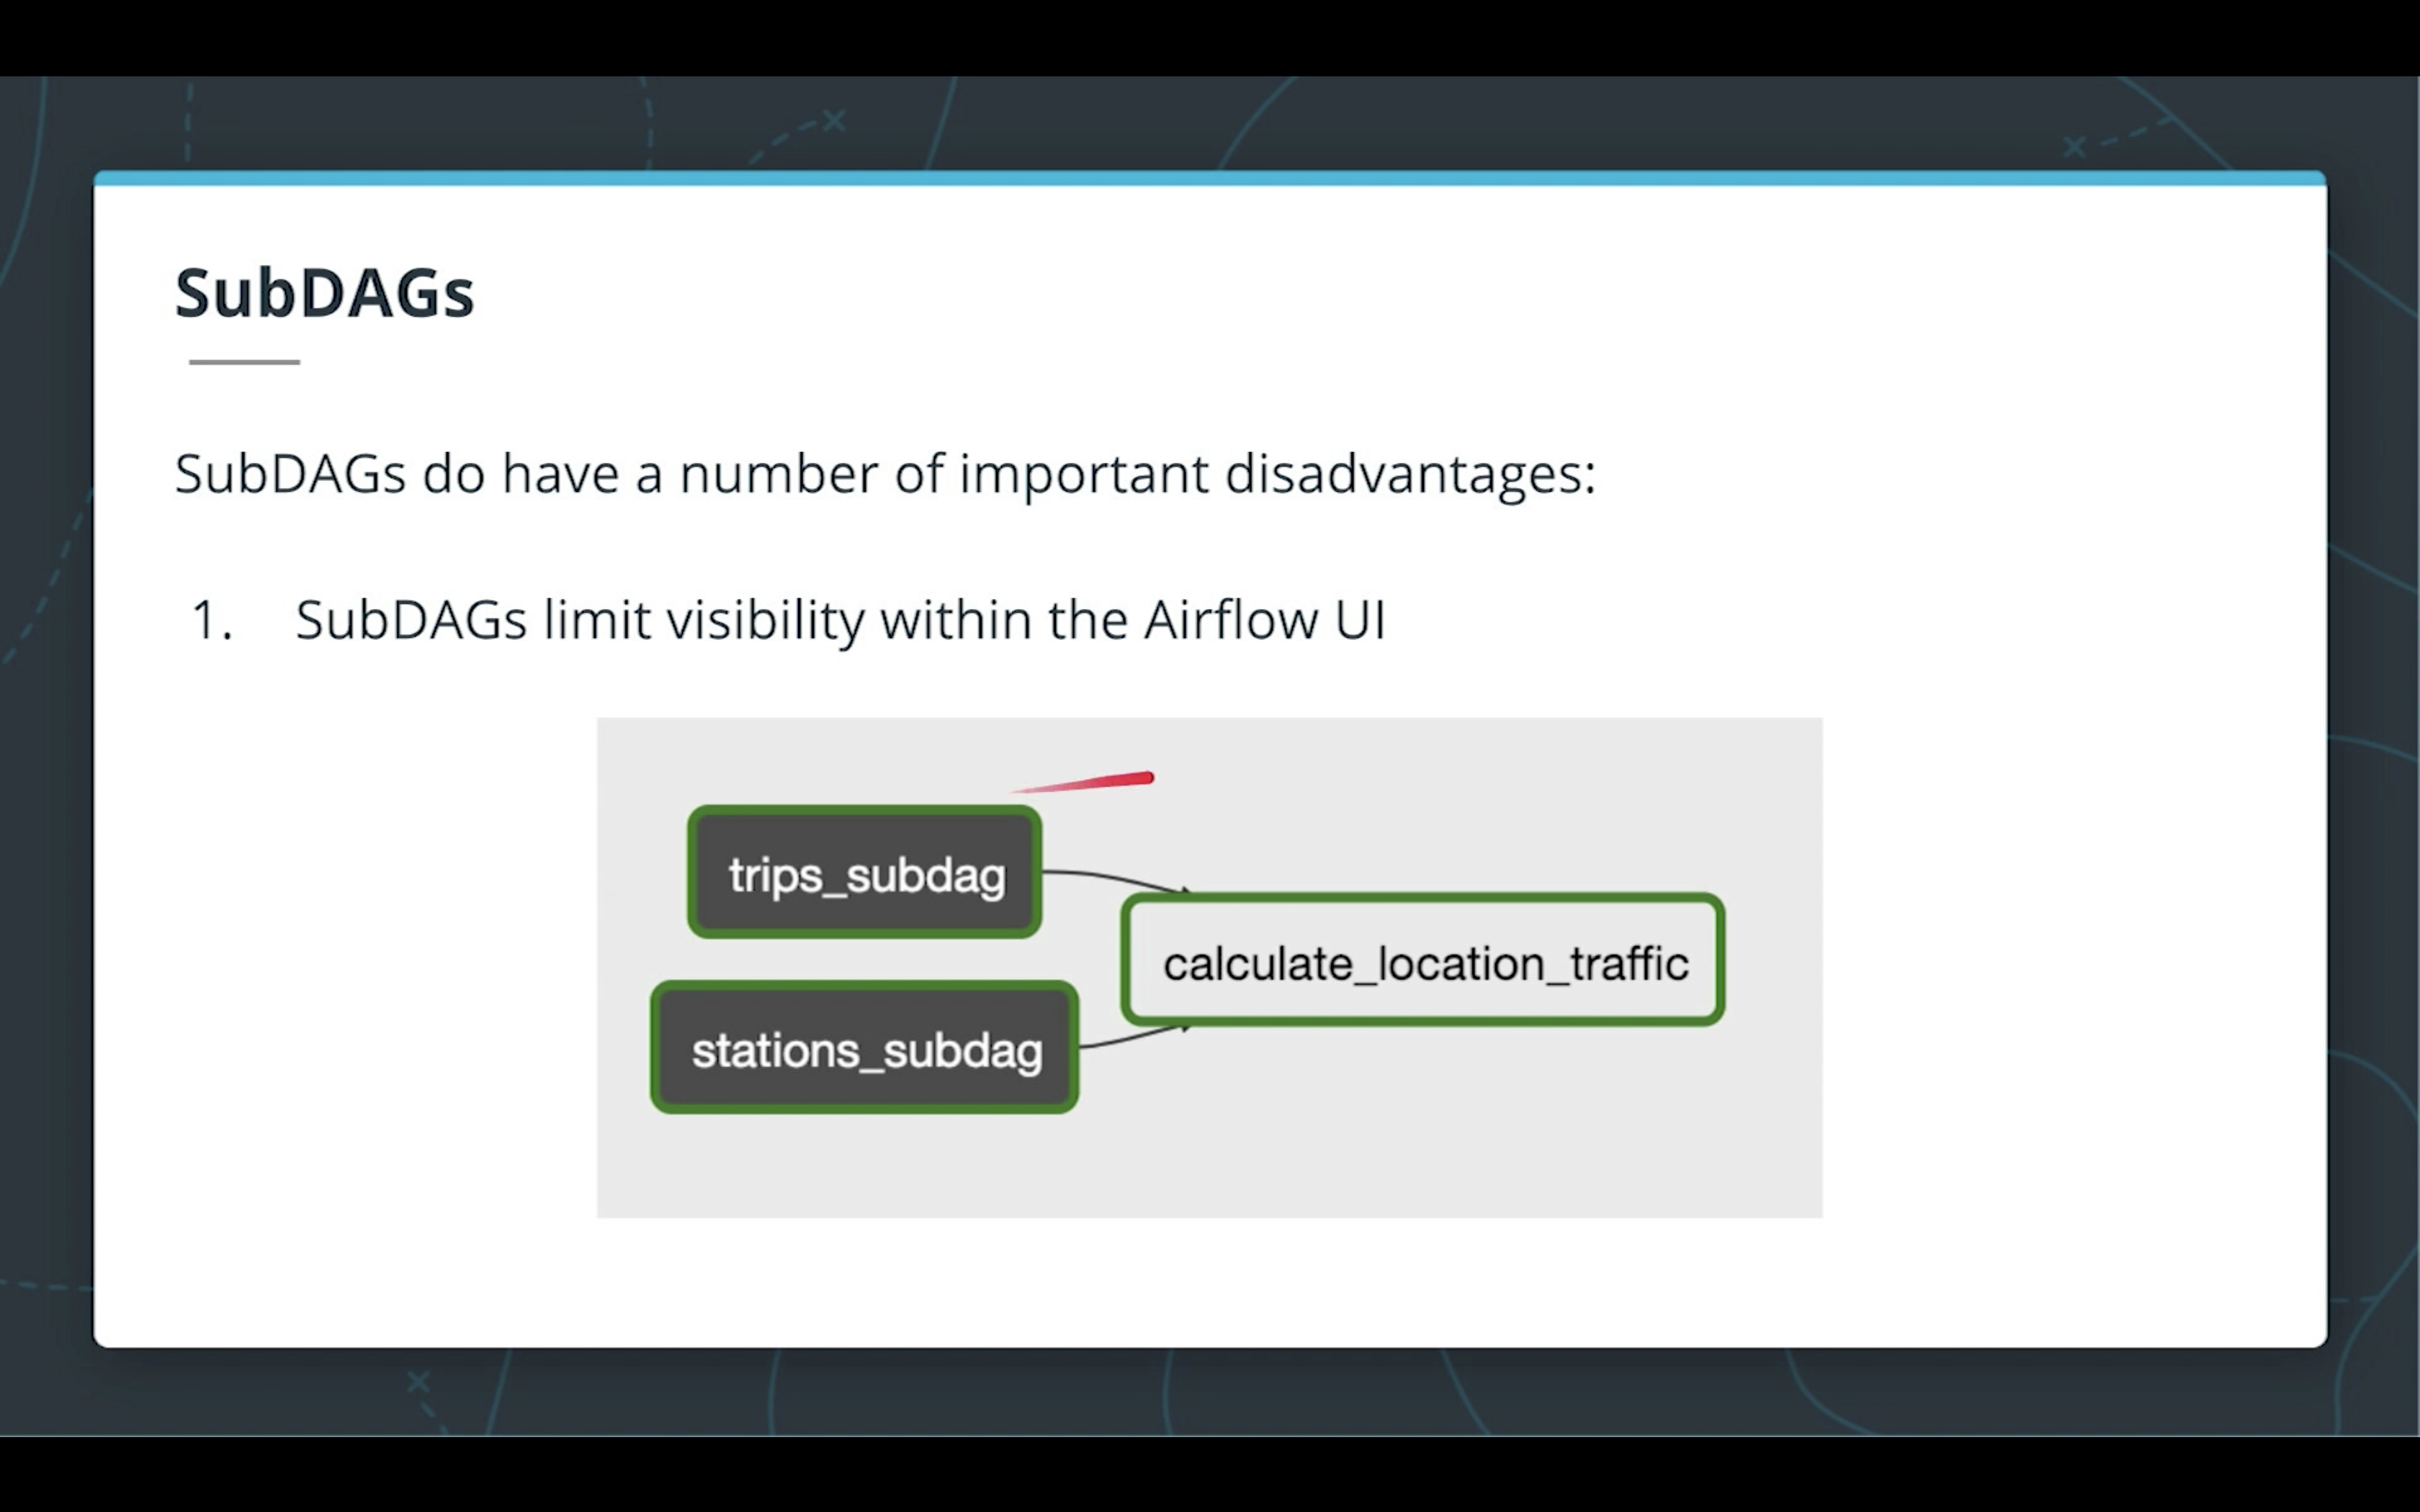 SubDAGs
SubDAGs do have a number of important disadvantages:
1. SubDAGs limit visibility within the Airflow UI
trips_subdag
calculate_location_traffic
stations_subdag